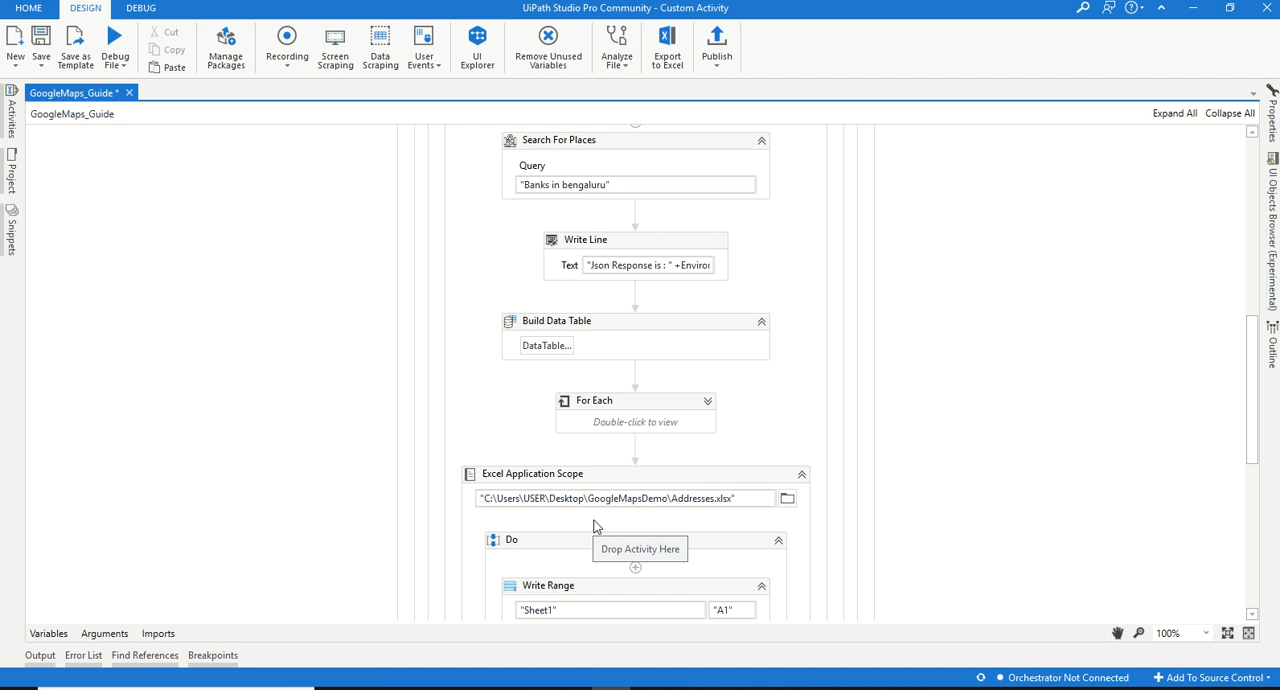 HOME DESIGN DEBUG
UiPath Studio Pro Community - Custom Activity
New
Save
Save as Template
Debug File
Cut
Copy
Paste
Manage Packages
Recording
Screen Scraping
Data Scraping
User Events
UI Explorer
Remove Unused Variables
Analyze File
Export to Excel
Publish
GoogleMaps_Guide *
GoogleMaps_Guide
Expand All Collapse All
Activities
Project
Snippets
Properties
UI Objects Browser (Experimental)
Outline
Search For Places
Query
"Banks in bengaluru"
Write Line
Text "Json Response is : " +Enviror
Build Data Table
DataTable...
For Each
Double-click to view
Excel Application Scope
"C:\Users\USER\Desktop\GoogleMapsDemo\Addresses.xlsx"
Do
Drop Activity Here
Write Range
"Sheet1" "A1"
Variables Arguments Imports
100%
Output Error List Find References Breakpoints
Orchestrator Not Connected
Add To Source Control